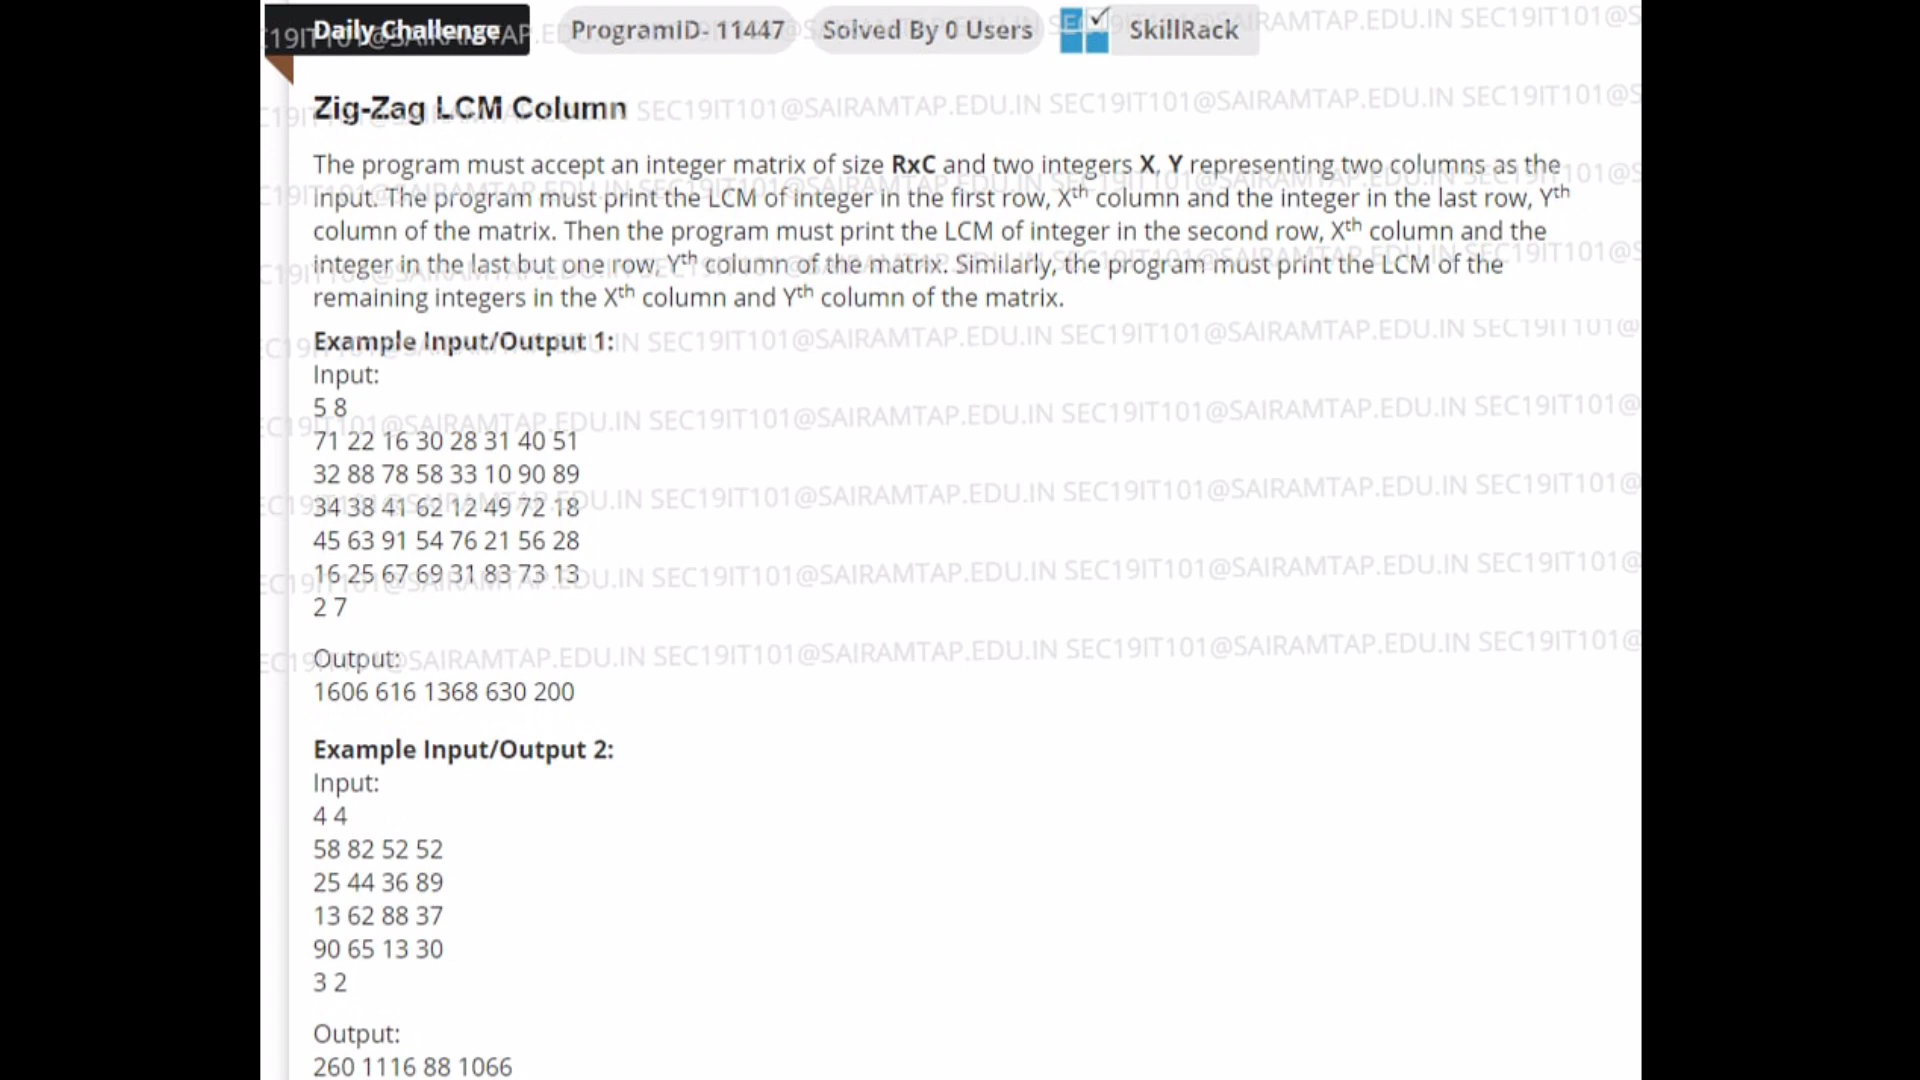 Daily Challenge
ProgramID- 11447
Solved By 0 Users
SkillRack
Zig-Zag LCM Column
The program must accept an integer matrix of size RxC and two integers X, Y representing two columns as the
input. The program must print the LCM of integer in the first row, Xth column and the integer in the last row, Yth
column of the matrix. Then the program must print the LCM of integer in the second row, Xth column and the
integer in the last but one row, Yth column of the matrix. Similarly, the program must print the LCM of the
remaining integers in the Xth column and Yth column of the matrix.
Example Input/Output 1:
Input:
5 8
71 22 16 30 28 31 40 51
32 88 78 58 33 10 90 89
34 38 41 62 12 49 72 18
45 63 91 54 76 21 56 28
16 25 67 69 31 83 73 13
2 7
Output:
1606 616 1368 630 200
Example Input/Output 2:
Input:
4 4
58 82 52 52
25 44 36 89
13 62 88 37
90 65 13 30
3 2
Output:
260 1116 88 1066
SEC19IT101@SAIRAMTAP.EDU.IN